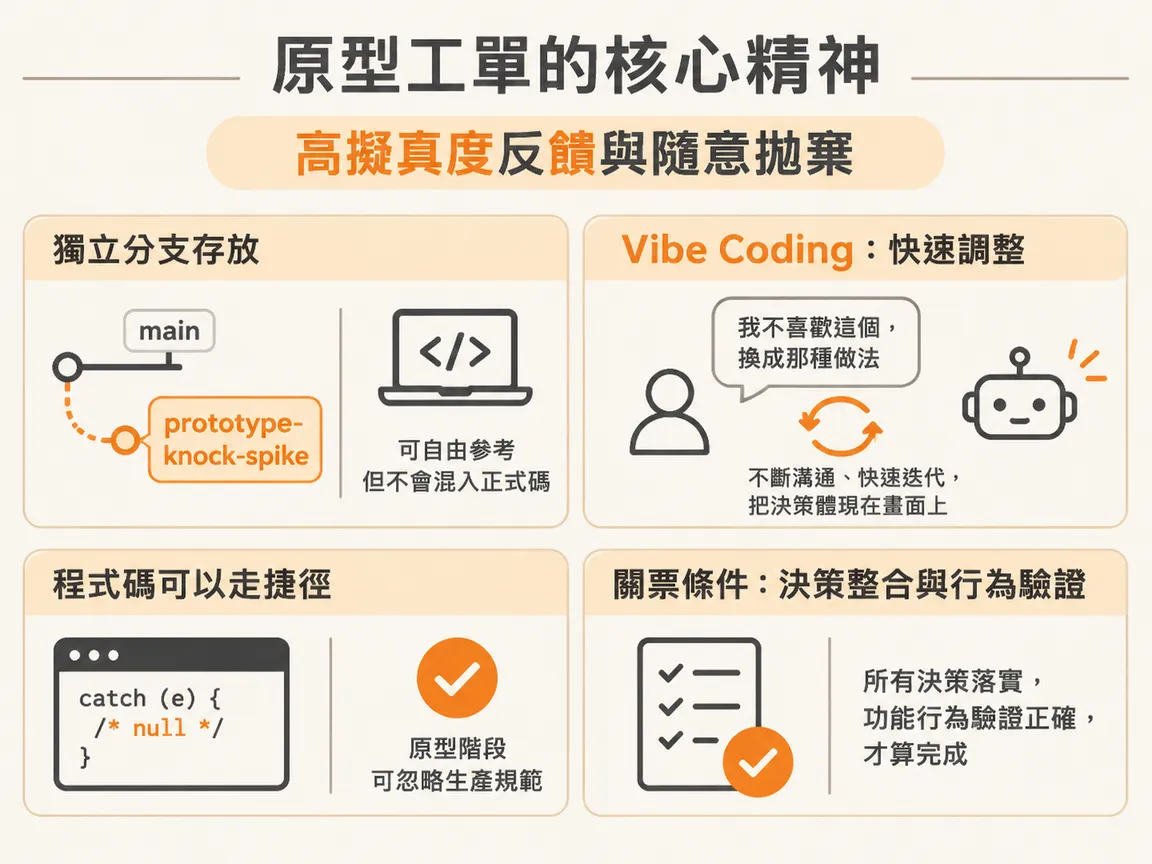 原型工單的核心精神
高擬真度反饋與隨意拋棄
獨立分支存放
main
prototype-
knock-spike
</>
可自由參考
但不會混入正式碼
Vibe Coding：快速調整
我不喜歡這個，
換成那種做法
不斷溝通、快速迭代，
把決策體現在畫面上
程式碼可以走捷徑
catch (e) {
/* null */
}
原型階段
可忽略生產規範
關票條件：決策整合與行為驗證
所有決策落實，
功能行為驗證正確，
才算完成